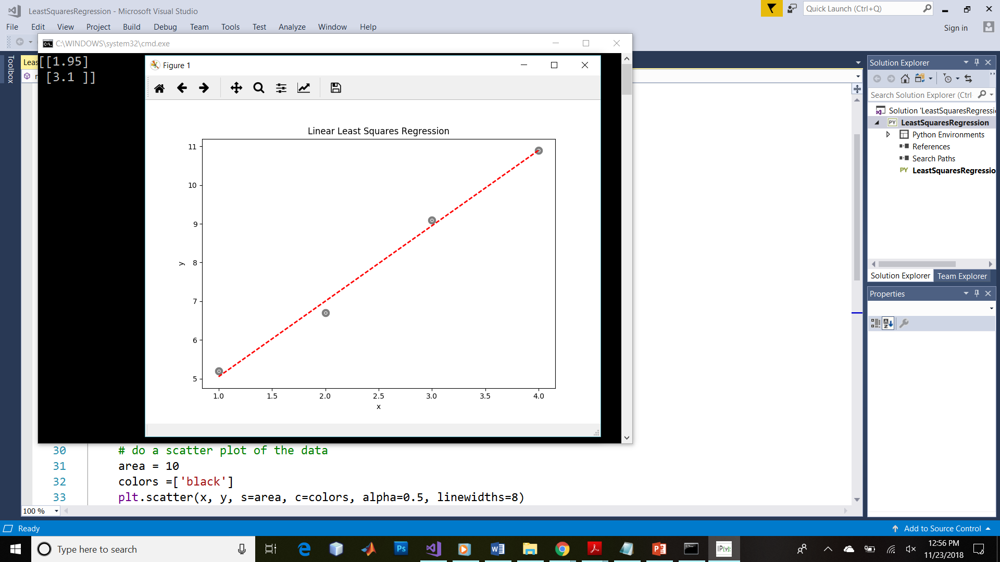 LeastSquaresRegression - Microsoft Visual Studio
Quick Launch (Ctrl+Q)
File Edit View Project Build Debug Team Tools Test Analyze Window Help
Sign in
C:\WINDOWS\system32\cmd.exe
Toolbox
Leas
[[1.95]
[3.1 ]]
Figure 1
Linear Least Squares Regression
11
10
9
8
7
6
5
y
1.0 1.5 2.0 2.5 3.0 3.5 4.0
x
30 # do a scatter plot of the data
31 area = 10
32 colors =['black']
33 plt.scatter(x, y, s=area, c=colors, alpha=0.5, linewidths=8)
100 %
Solution Explorer
Search Solution Explorer (Ctrl
Solution 'LeastSquaresRegressi
PY LeastSquaresRegression
Python Environments
References
Search Paths
PY LeastSquaresRegressio
Solution Explorer Team Explorer
Properties
Ready
Add to Source Control
Type here to search
Ps
IP[y]:
12:56 PM
11/23/2018